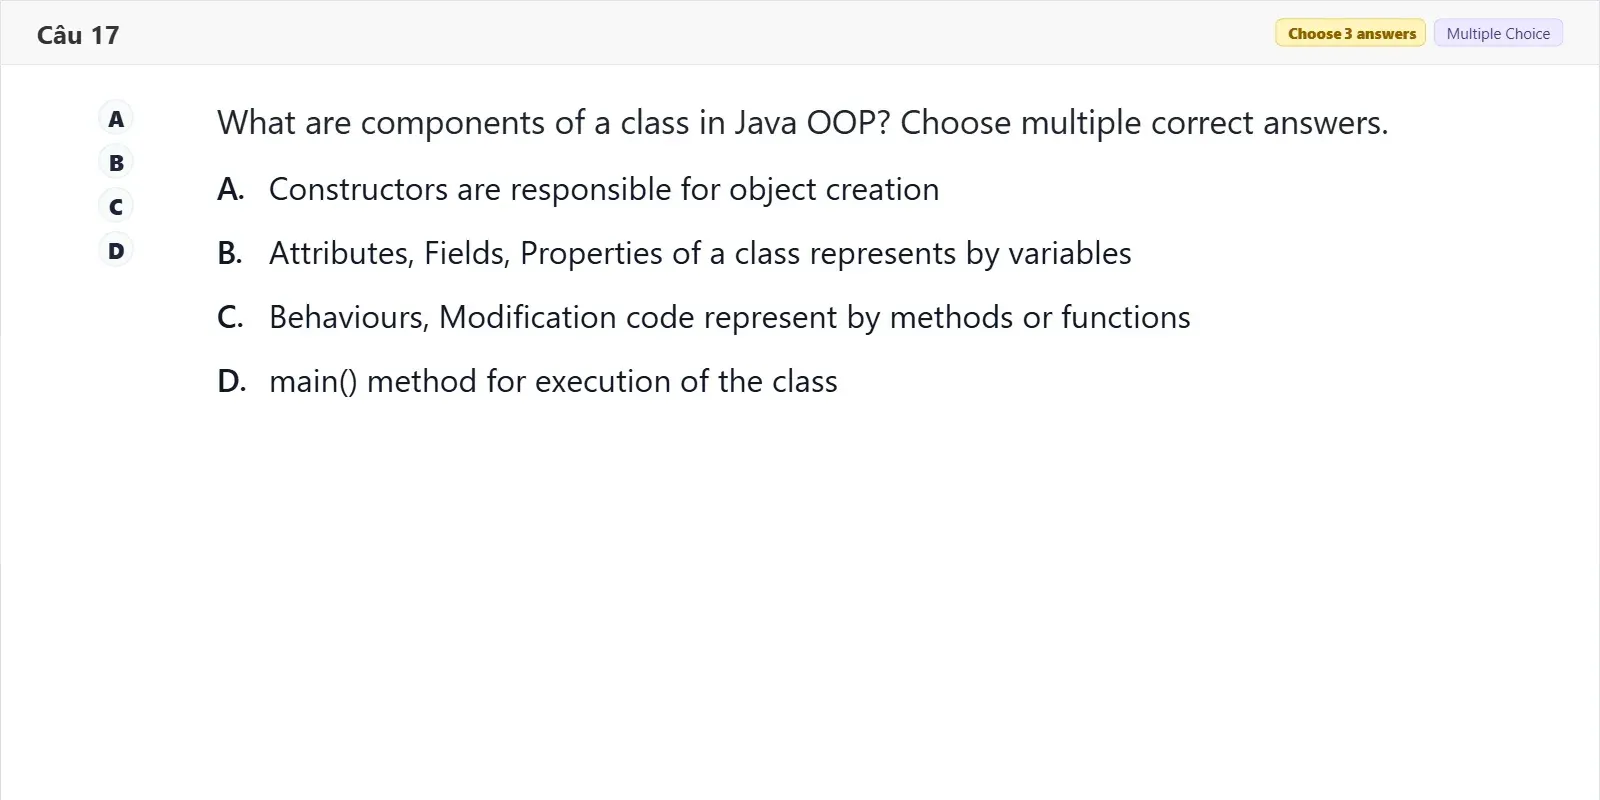 Câu 17
Choose 3 answers
Multiple Choice
A
B
C
D
What are components of a class in Java OOP? Choose multiple correct answers.
A. Constructors are responsible for object creation
B. Attributes, Fields, Properties of a class represents by variables
C. Behaviours, Modification code represent by methods or functions
D. main() method for execution of the class